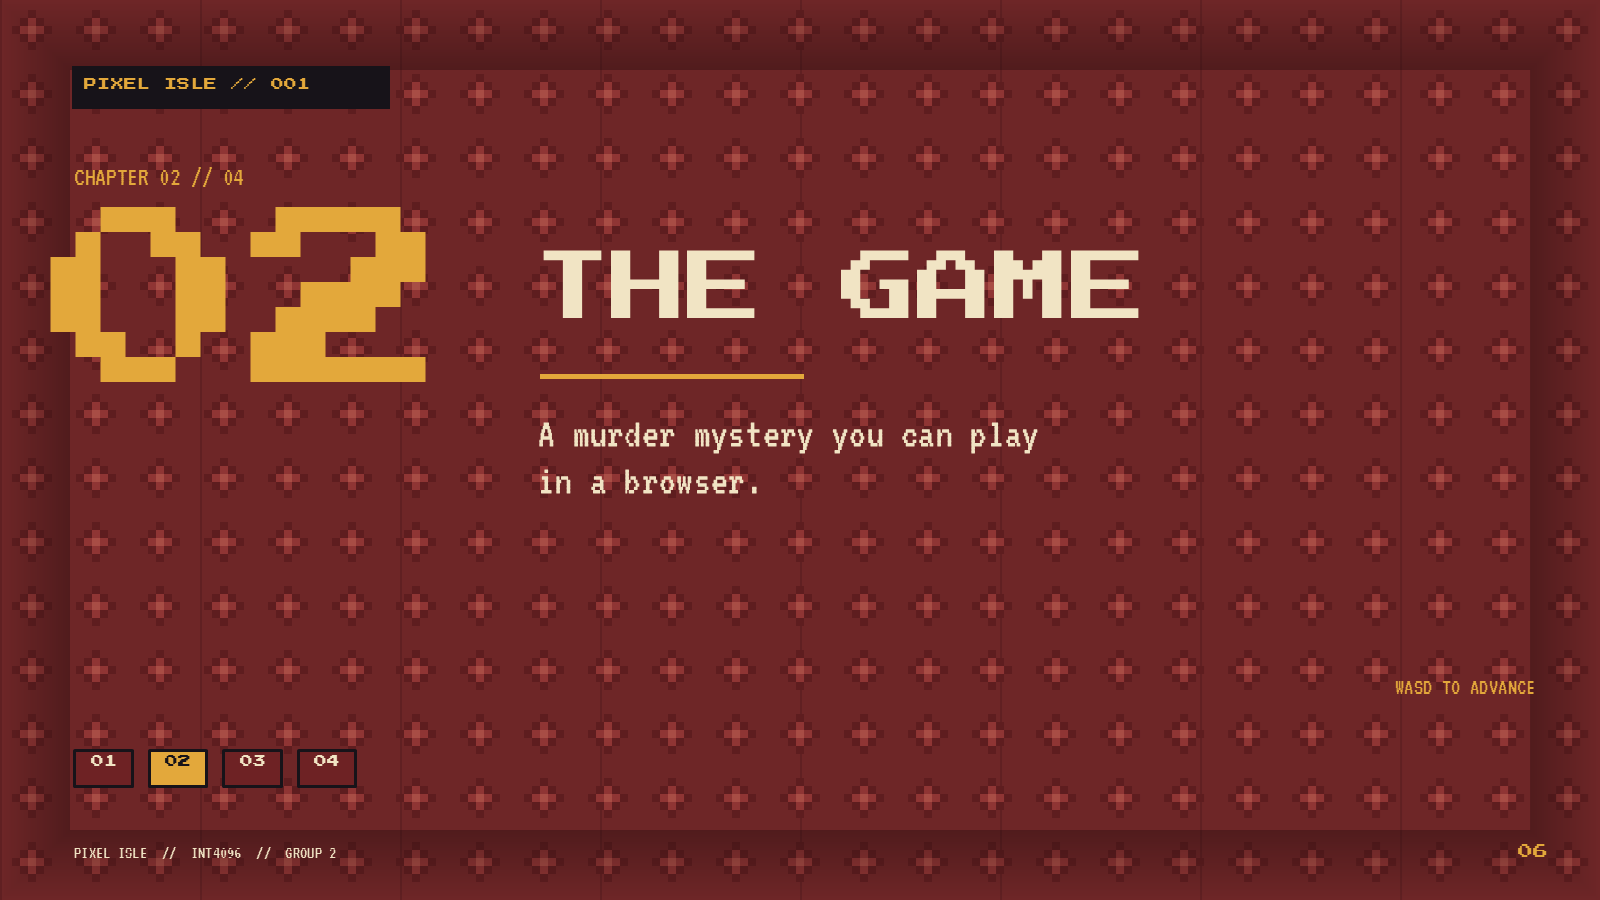 PIXEL ISLE // 001
CHAPTER 02 // 04
02
THE GAME
A murder mystery you can play
in a browser.
WASD TO ADVANCE
01 02 03 04
PIXEL ISLE // INT4096 // GROUP 2
06